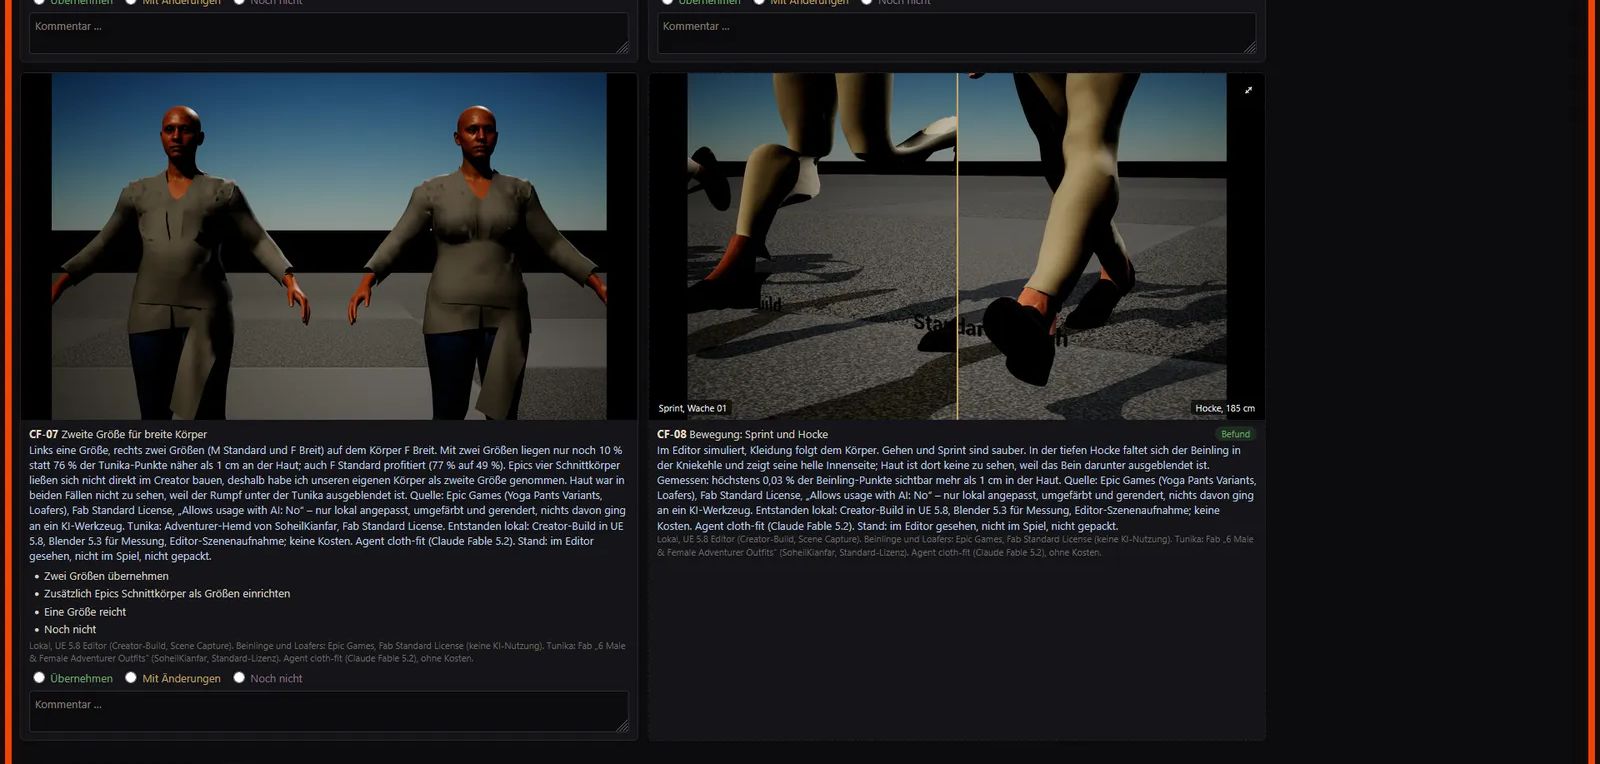 Übernehmen Mit Änderungen Noch nicht
Kommentar ...
Übernehmen Mit Änderungen Noch nicht
Kommentar ...
CF-07 Zweite Größe für breite Körper
Links eine Größe, rechts zwei Größen (M Standard und F Breit) auf dem Körper F Breit. Mit zwei Größen liegen nur noch 10 %
statt 76 % der Tunika-Punkte näher als 1 cm an der Haut; auch F Standard profitiert (77 % auf 49 %). Epics vier Schnittkörper
ließen sich nicht direkt im Creator bauen, deshalb habe ich unseren eigenen Körper als zweite Größe genommen. Haut war in
beiden Fällen nicht zu sehen, weil der Rumpf unter der Tunika ausgeblendet ist. Quelle: Epic Games (Yoga Pants Variants,
Loafers), Fab Standard License, „Allows usage with AI: No“ – nur lokal angepasst, umgefärbt und gerendert, nichts davon ging
an ein KI-Werkzeug. Tunika: Adventurer-Hemd von SoheilKianfar, Fab Standard License. Entstanden lokal: Creator-Build in UE
5.8, Blender 5.3 für Messung, Editor-Szenenaufnahme; keine Kosten. Agent cloth-fit (Claude Fable 5.2). Stand: im Editor
gesehen, nicht im Spiel, nicht gepackt.
• Zwei Größen übernehmen
• Zusätzlich Epics Schnittkörper als Größen einrichten
• Eine Größe reicht
• Noch nicht
Lokal, UE 5.8 Editor (Creator-Build, Scene Capture). Beinlinge und Loafers: Epic Games, Fab Standard License (keine KI-Nutzung). Tunika: Fab „6 Male
& Female Adventurer Outfits“ (SoheilKianfar, Standard-Lizenz). Agent cloth-fit (Claude Fable 5.2), ohne Kosten.
Übernehmen Mit Änderungen Noch nicht
Kommentar ...
Sprint, Wache 01
Hocke, 185 cm
CF-08 Bewegung: Sprint und Hocke
Befund
Im Editor simuliert, Kleidung folgt dem Körper. Gehen und Sprint sind sauber. In der tiefen Hocke faltet sich der Beinling in
der Kniekehle und zeigt seine helle Innenseite; Haut ist dort keine zu sehen, weil das Bein darunter ausgeblendet ist.
Gemessen: höchstens 0,03 % der Beinling-Punkte sichtbar mehr als 1 cm in der Haut. Quelle: Epic Games (Yoga Pants Variants,
Loafers), Fab Standard License, „Allows usage with AI: No“ – nur lokal angepasst, umgefärbt und gerendert, nichts davon ging
an ein KI-Werkzeug. Entstanden lokal: Creator-Build in UE 5.8, Blender 5.3 für Messung, Editor-Szenenaufnahme; keine
Kosten. Agent cloth-fit (Claude Fable 5.2). Stand: im Editor gesehen, nicht im Spiel, nicht gepackt.
Lokal, UE 5.8 Editor (Creator-Build, Scene Capture). Beinlinge und Loafers: Epic Games, Fab Standard License (keine KI-Nutzung). Tunika: Fab „6 Male
& Female Adventurer Outfits“ (SoheilKianfar, Standard-Lizenz). Agent cloth-fit (Claude Fable 5.2), ohne Kosten.